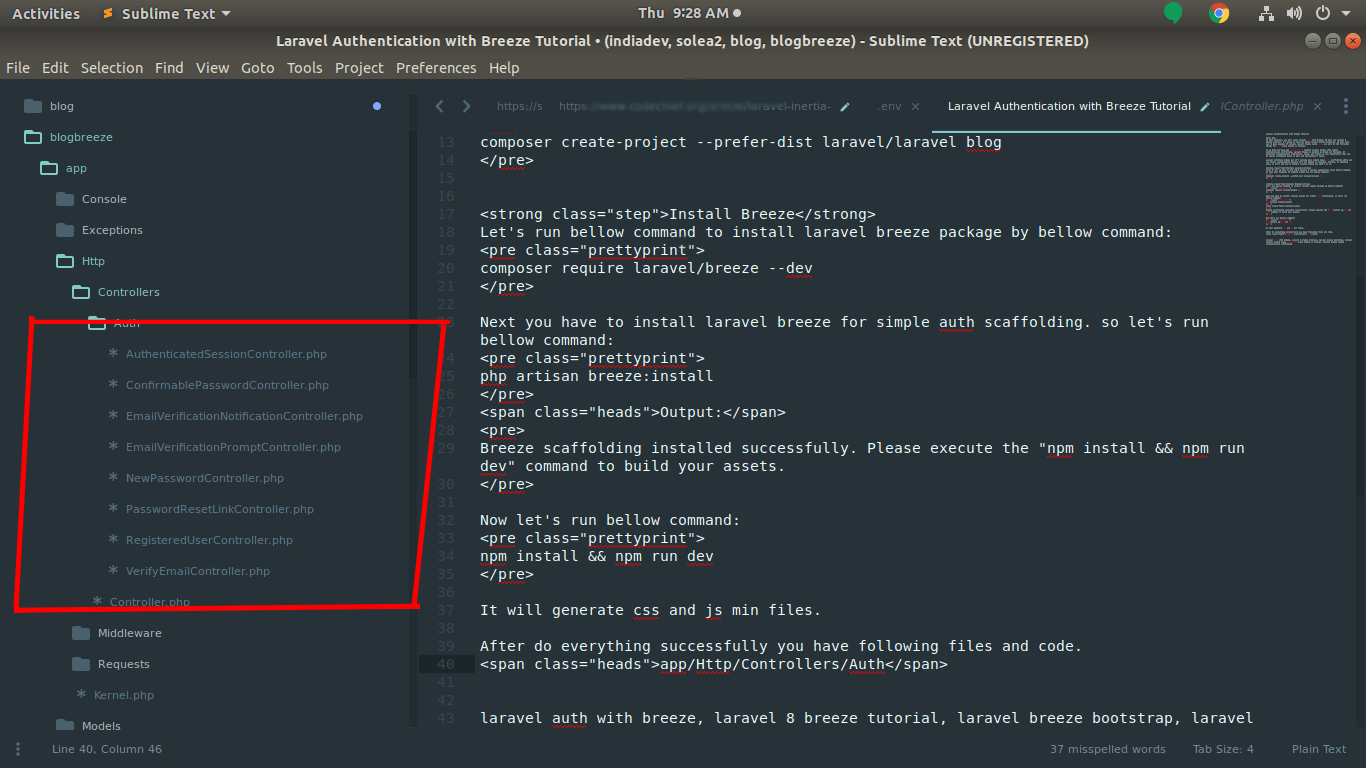 Activities
Sublime Text
Thu 9:28 AM
Laravel Authentication with Breeze Tutorial • (indiadev, solea2, blog, blogbreeze) - Sublime Text (UNREGISTERED)
File Edit Selection Find View Goto Tools Project Preferences Help
blog
blogbreeze
app
Console
Exceptions
Http
Controllers
Auth
* AuthenticatedSessionController.php
* ConfirmablePasswordController.php
* EmailVerificationNotificationController.php
* EmailVerificationPromptController.php
* NewPasswordController.php
* PasswordResetLinkController.php
* RegisteredUserController.php
* VerifyEmailController.php
* Controller.php
Middleware
Requests
* Kernel.php
Models
https://s
.env
Laravel Authentication with Breeze Tutorial
IController.php
13 composer create-project --prefer-dist laravel/laravel blog
14 </pre>
15
16
17 <strong class="step">Install Breeze</strong>
18 Let's run bellow command to install laravel breeze package by bellow command:
19 <pre class="prettyprint">
20 composer require laravel/breeze --dev
21 </pre>
22
23 Next you have to install laravel breeze for simple auth scaffolding. so let's run
bellow command:
24 <pre class="prettyprint">
25 php artisan breeze:install
26 </pre>
27 <span class="heads">Output:</span>
28 <pre>
29 Breeze scaffolding installed successfully. Please execute the "npm install && npm run
dev" command to build your assets.
30 </pre>
31
32 Now let's run bellow command:
33 <pre class="prettyprint">
34 npm install && npm run dev
35 </pre>
36
37 It will generate css and js min files.
38
39 After do everything successfully you have following files and code.
40 <span class="heads">app/Http/Controllers/Auth</span>
41
42
43 laravel auth with breeze, laravel 8 breeze tutorial, laravel breeze bootstrap, laravel
Line 40, Column 46
37 misspelled words
Tab Size: 4
Plain Text